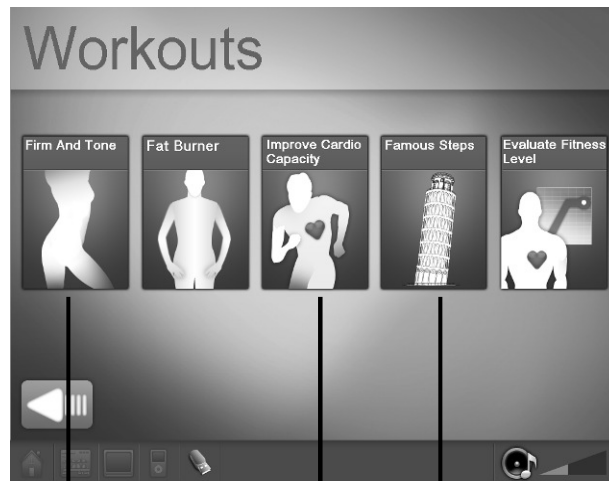 Workouts
Firm And Tone
Fat Burner
Improve Cardio
Capacity
Famous Steps
Evaluate Fitness
Level